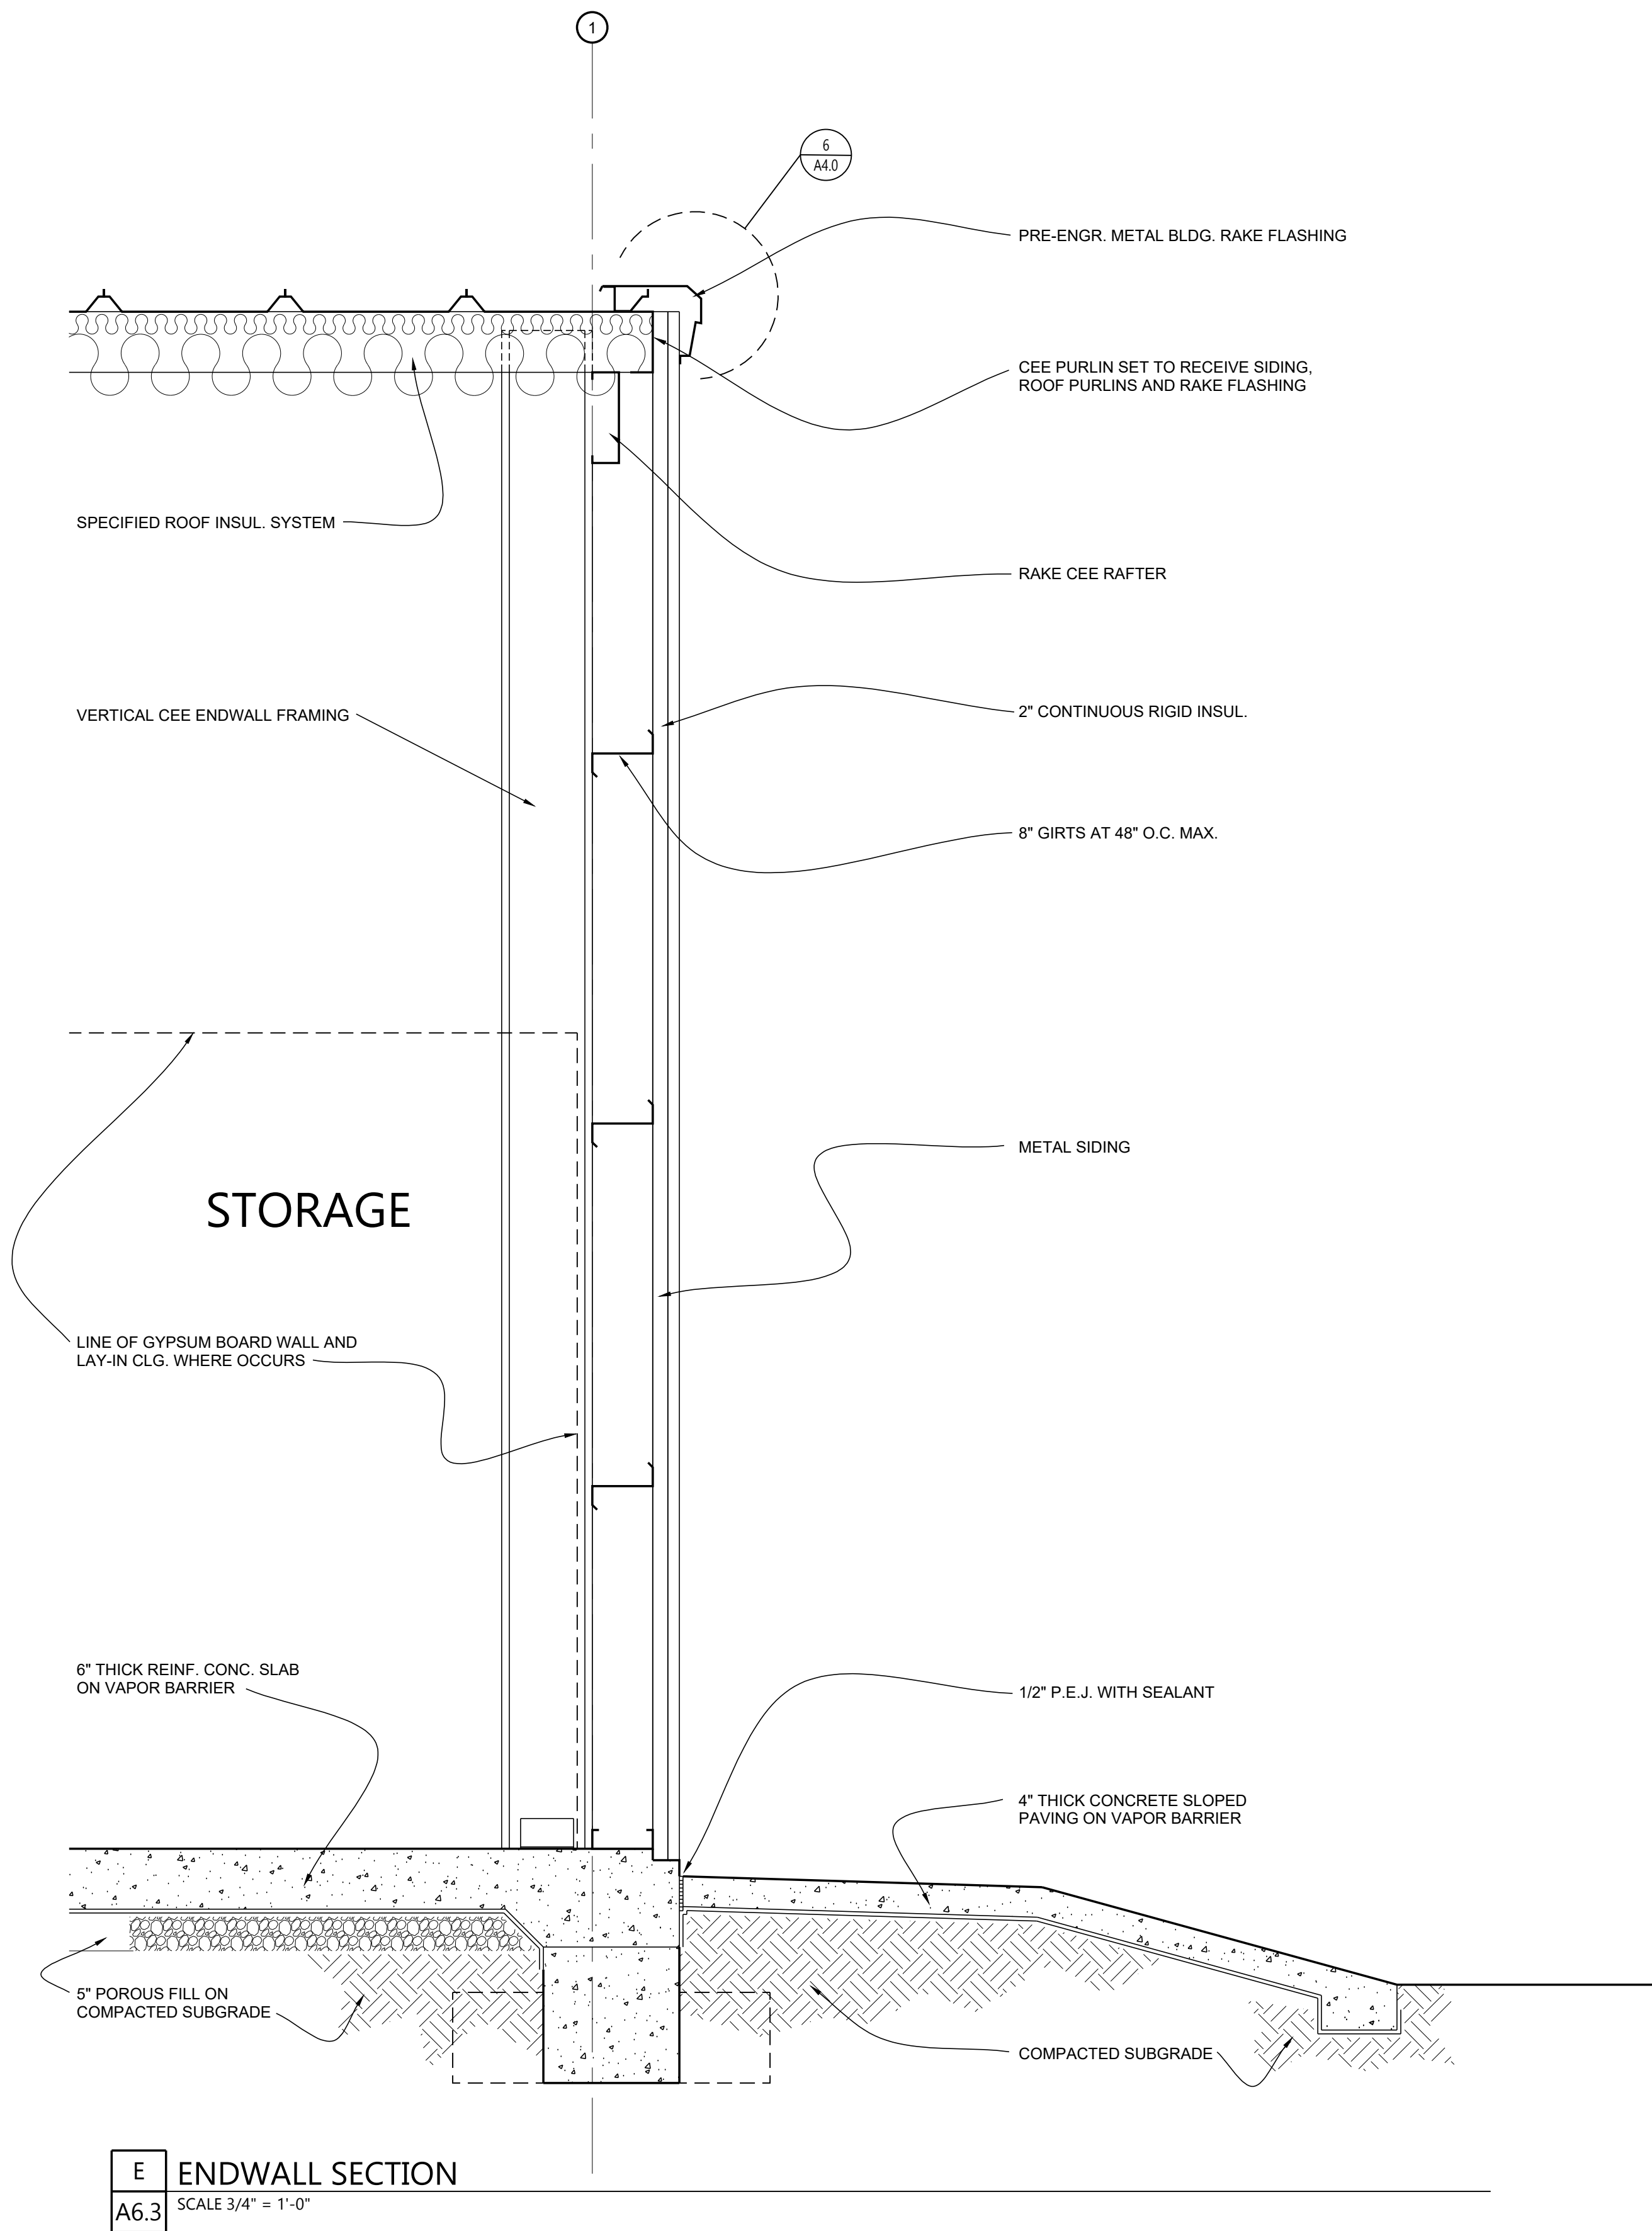 1
6
A4.0
PRE-ENGR. METAL BLDG. RAKE FLASHING
CEE PURLIN SET TO RECEIVE SIDING,
ROOF PURLINS AND RAKE FLASHING
SPECIFIED ROOF INSUL. SYSTEM
RAKE CEE RAFTER
VERTICAL CEE ENDWALL FRAMING
2" CONTINUOUS RIGID INSUL.
8" GIRTS AT 48" O.C. MAX.
METAL SIDING
STORAGE
LINE OF GYPSUM BOARD WALL AND
LAY-IN CLG. WHERE OCCURS
6" THICK REINF. CONC. SLAB
ON VAPOR BARRIER
1/2" P.E.J. WITH SEALANT
4" THICK CONCRETE SLOPED
PAVING ON VAPOR BARRIER
5" POROUS FILL ON
COMPACTED SUBGRADE
COMPACTED SUBGRADE
E
ENDWALL SECTION
A6.3
SCALE 3/4" = 1'-0"